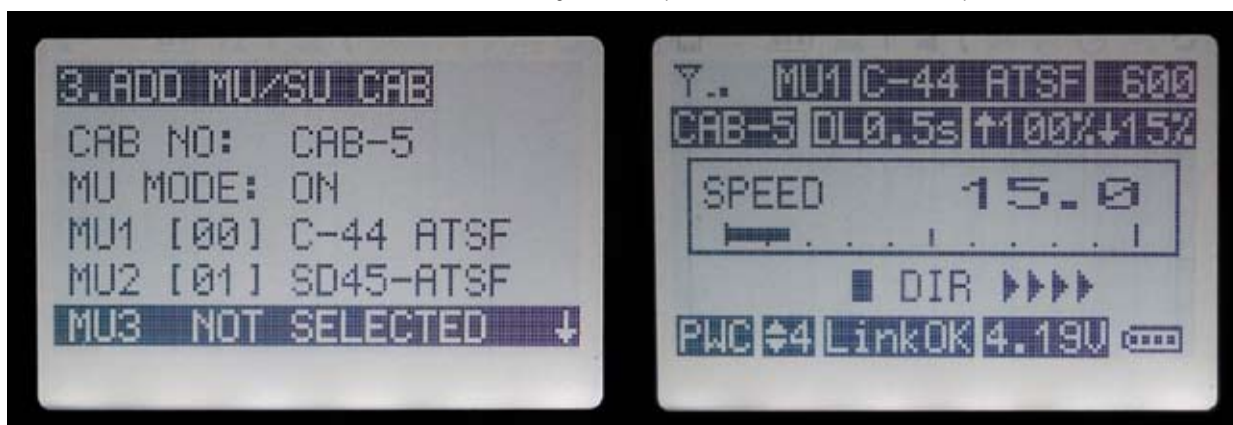 3.ADD MU/SU CAB
CAB NO: CAB-5
MU MODE: ON
MU1 [00] C-44 ATSF
MU2 [01] SD45-ATSF
MU3 NOT SELECTED ↓
MU1 C-44 ATSF 600
CAB-5 DL0.5s ↑100%↓15%
SPEED 15.0
DIR
PWC 4 LinkOK 4.19V